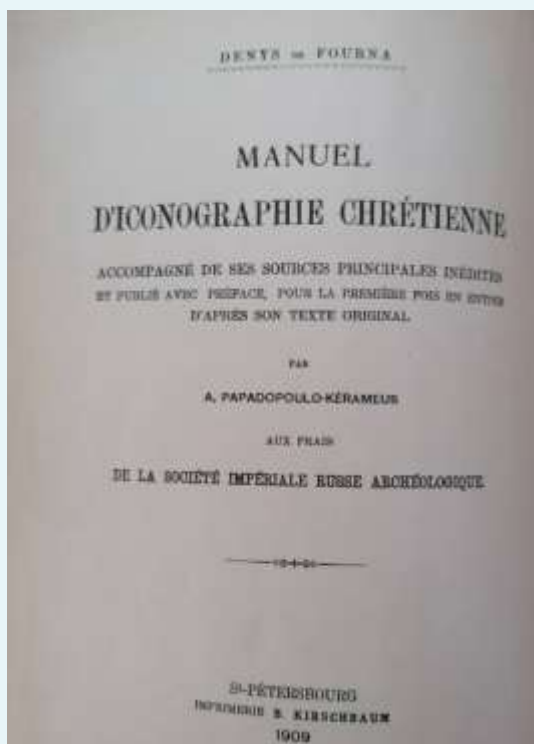 DENYS DE FOURNA
MANUEL
D'ICONOGRAPHIE CHRÉTIENNE
ACCOMPAGNÉ DE SES SOURCES PRINCIPALES INÉDITES
ET PUBLIÉ AVEC PRÉFACE, POUR LA PREMIÈRE FOIS EN ENTIER
D'APRÈS SON TEXTE ORIGINAL
PAR
A. PAPADOPOULO-KÉRAMEUS
AUX FRAIS
DE LA SOCIÉTÉ IMPÉRIALE RUSSE ARCHÉOLOGIQUE
St-PÉTERSBOURG
IMPRIMERIE B. KIRSCHBAUM
1909